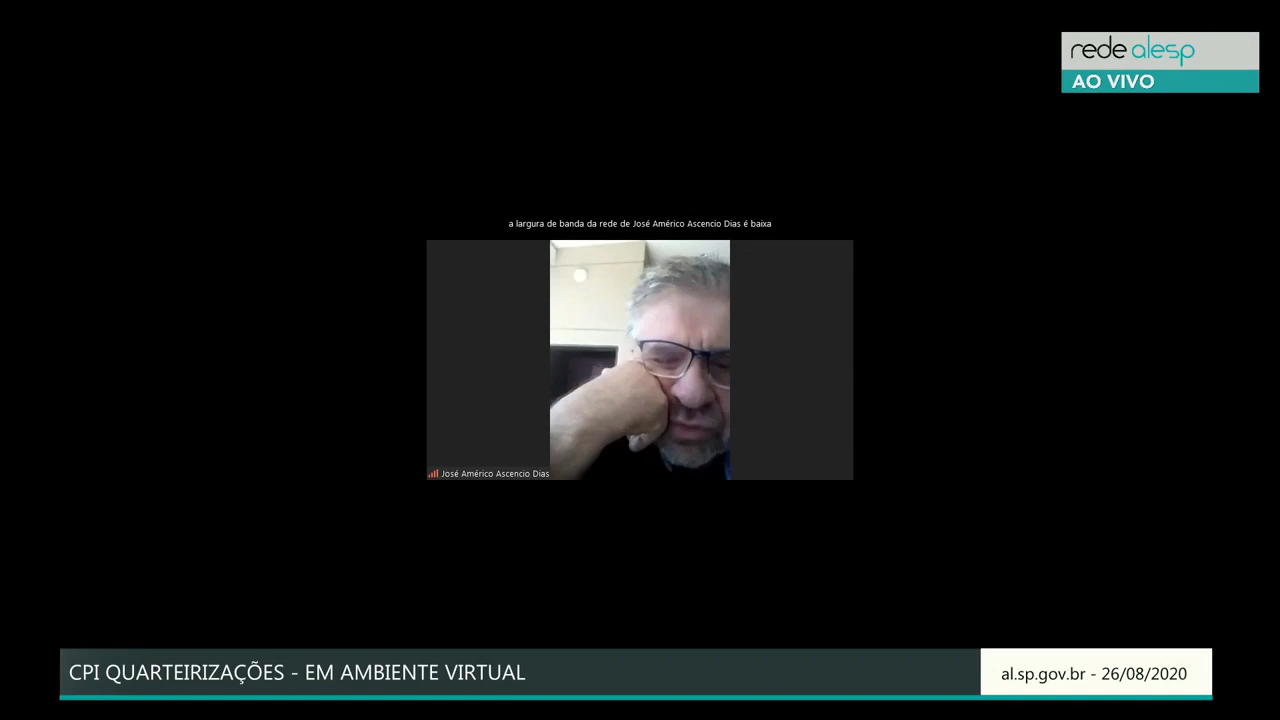 rede alesp
AO VIVO
a largura de banda da rede de José Américo Ascencio Dias é baixa
José Américo Ascencio Dias
CPI QUARTEIRIZAÇÕES - EM AMBIENTE VIRTUAL
al.sp.gov.br - 26/08/2020